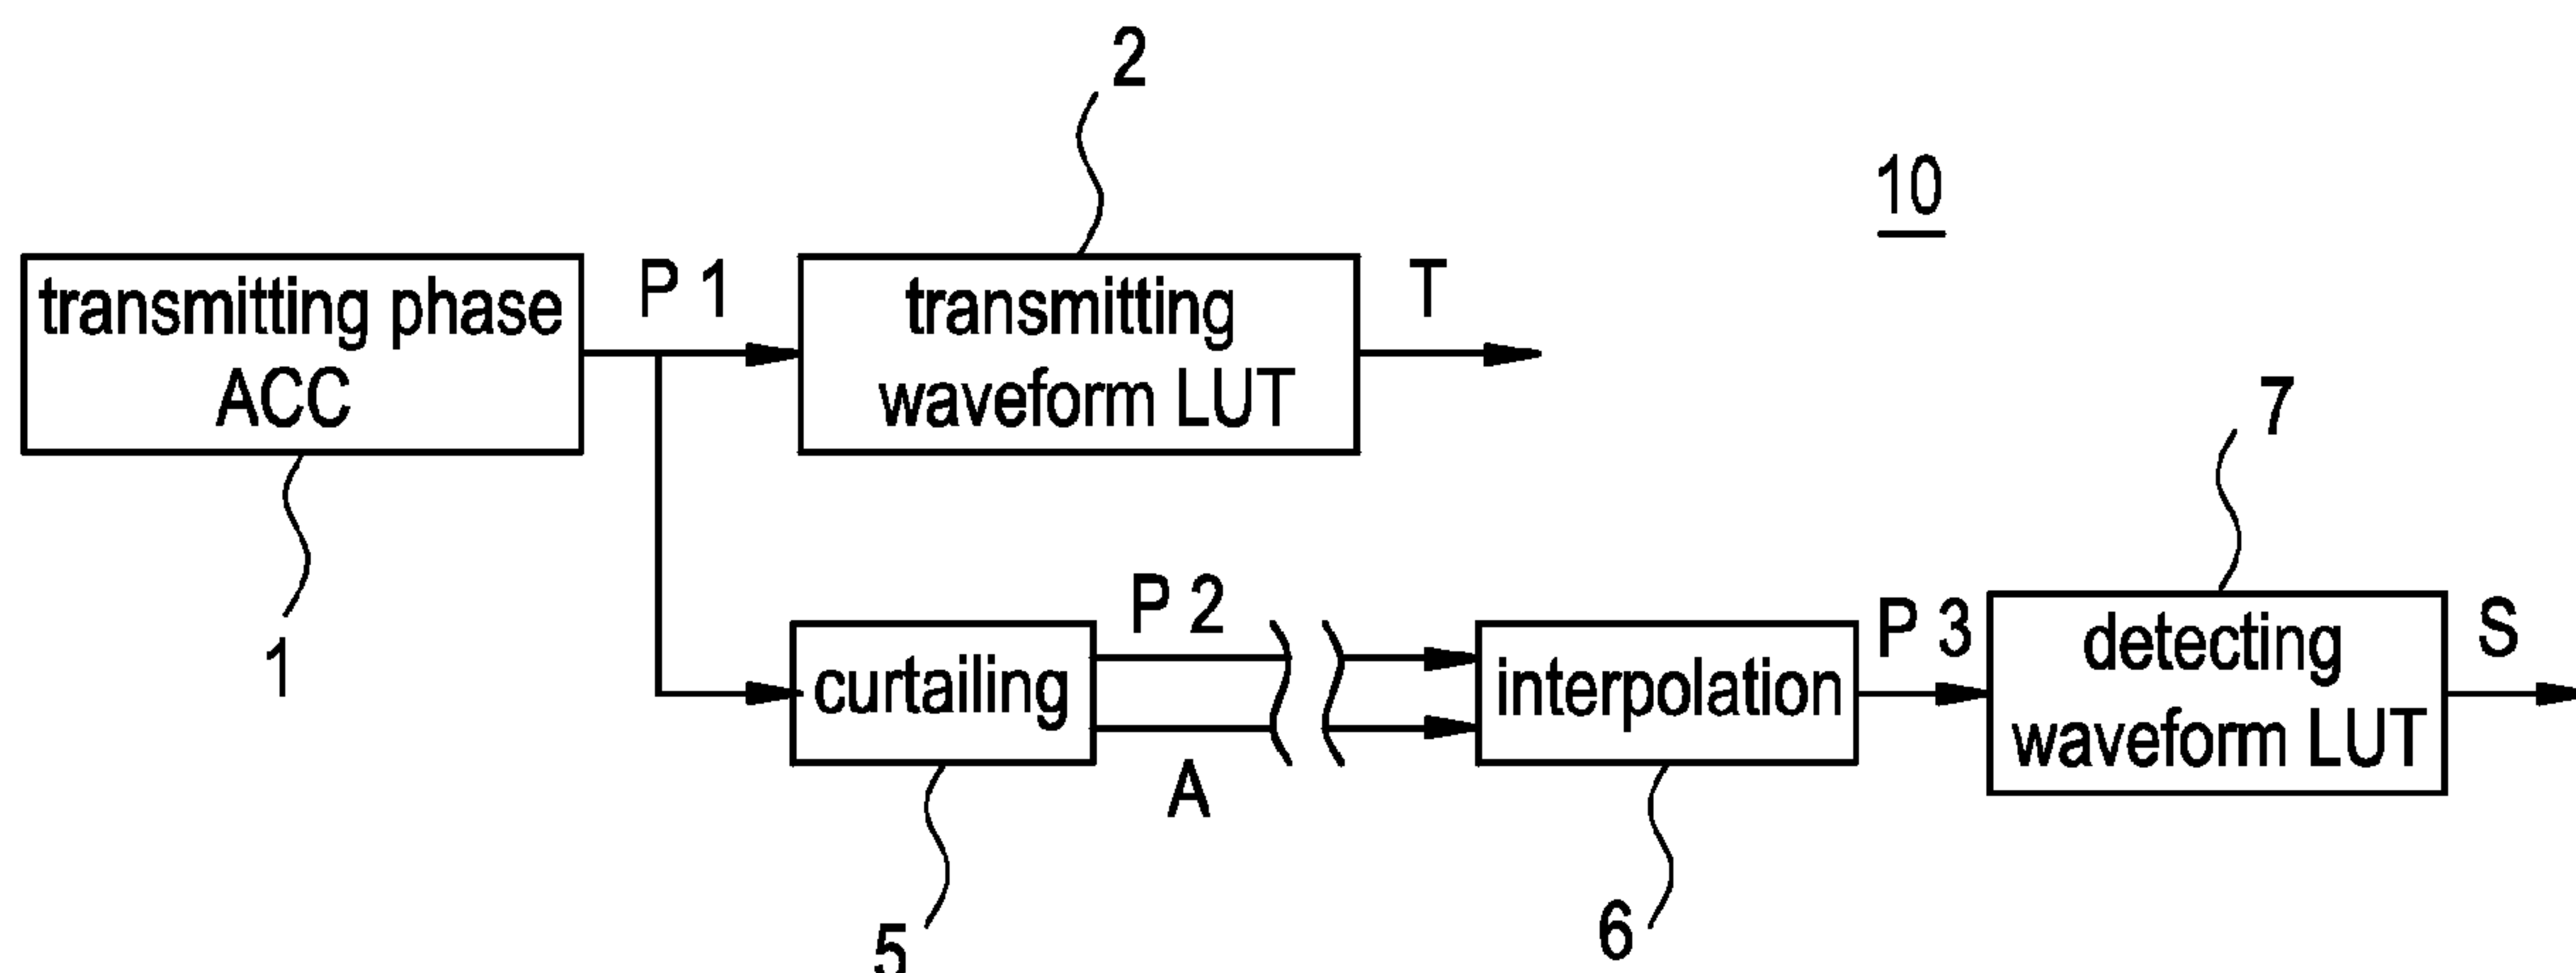 2
10
transmitting phase
ACC
P 1
transmitting
waveform LUT
T
7
1
curtailing
P 2
A
interpolation
P 3
detecting
waveform LUT
S
5
6